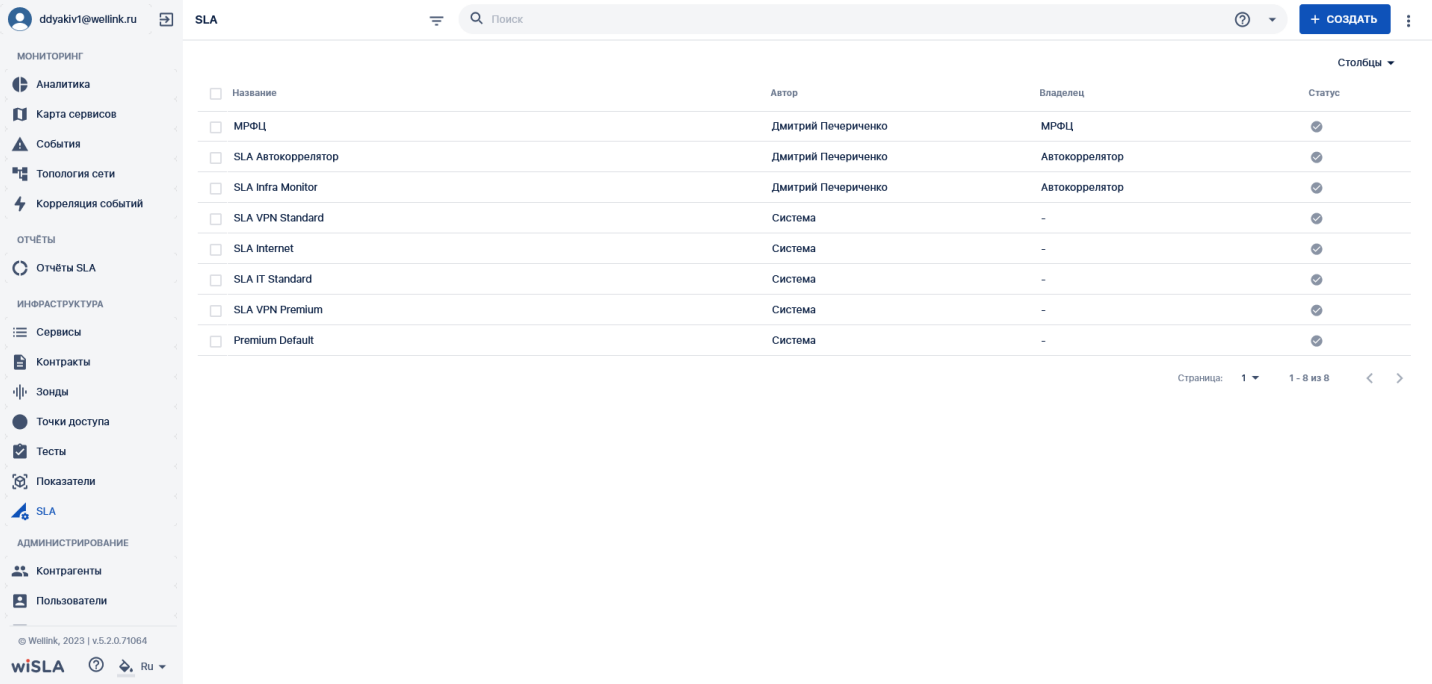 ddyakiv1@wellink.ru
SLA
Поиск
+ СОЗДАТЬ
МОНИТОРИНГ
Аналитика
Карта сервисов
События
Топология сети
Корреляция событий
ОТЧЁТЫ
Отчёты SLA
ИНФРАСТРУКТУРА
Сервисы
Контракты
Зонды
Точки доступа
Тесты
Показатели
SLA
АДМИНИСТРИРОВАНИЕ
Контрагенты
Пользователи
© Wellink, 2023 | v.5.2.0.71064
wiSLA Ru
Столбцы
Название Автор Владелец Статус
МРФЦ Дмитрий Печериченко МРФЦ
SLA Автокоррелятор Дмитрий Печериченко Автокоррелятор
SLA Infra Monitor Дмитрий Печериченко Автокоррелятор
SLA VPN Standard Система -
SLA Internet Система -
SLA IT Standard Система -
SLA VPN Premium Система -
Premium Default Система -
Страница: 1 1 - 8 из 8